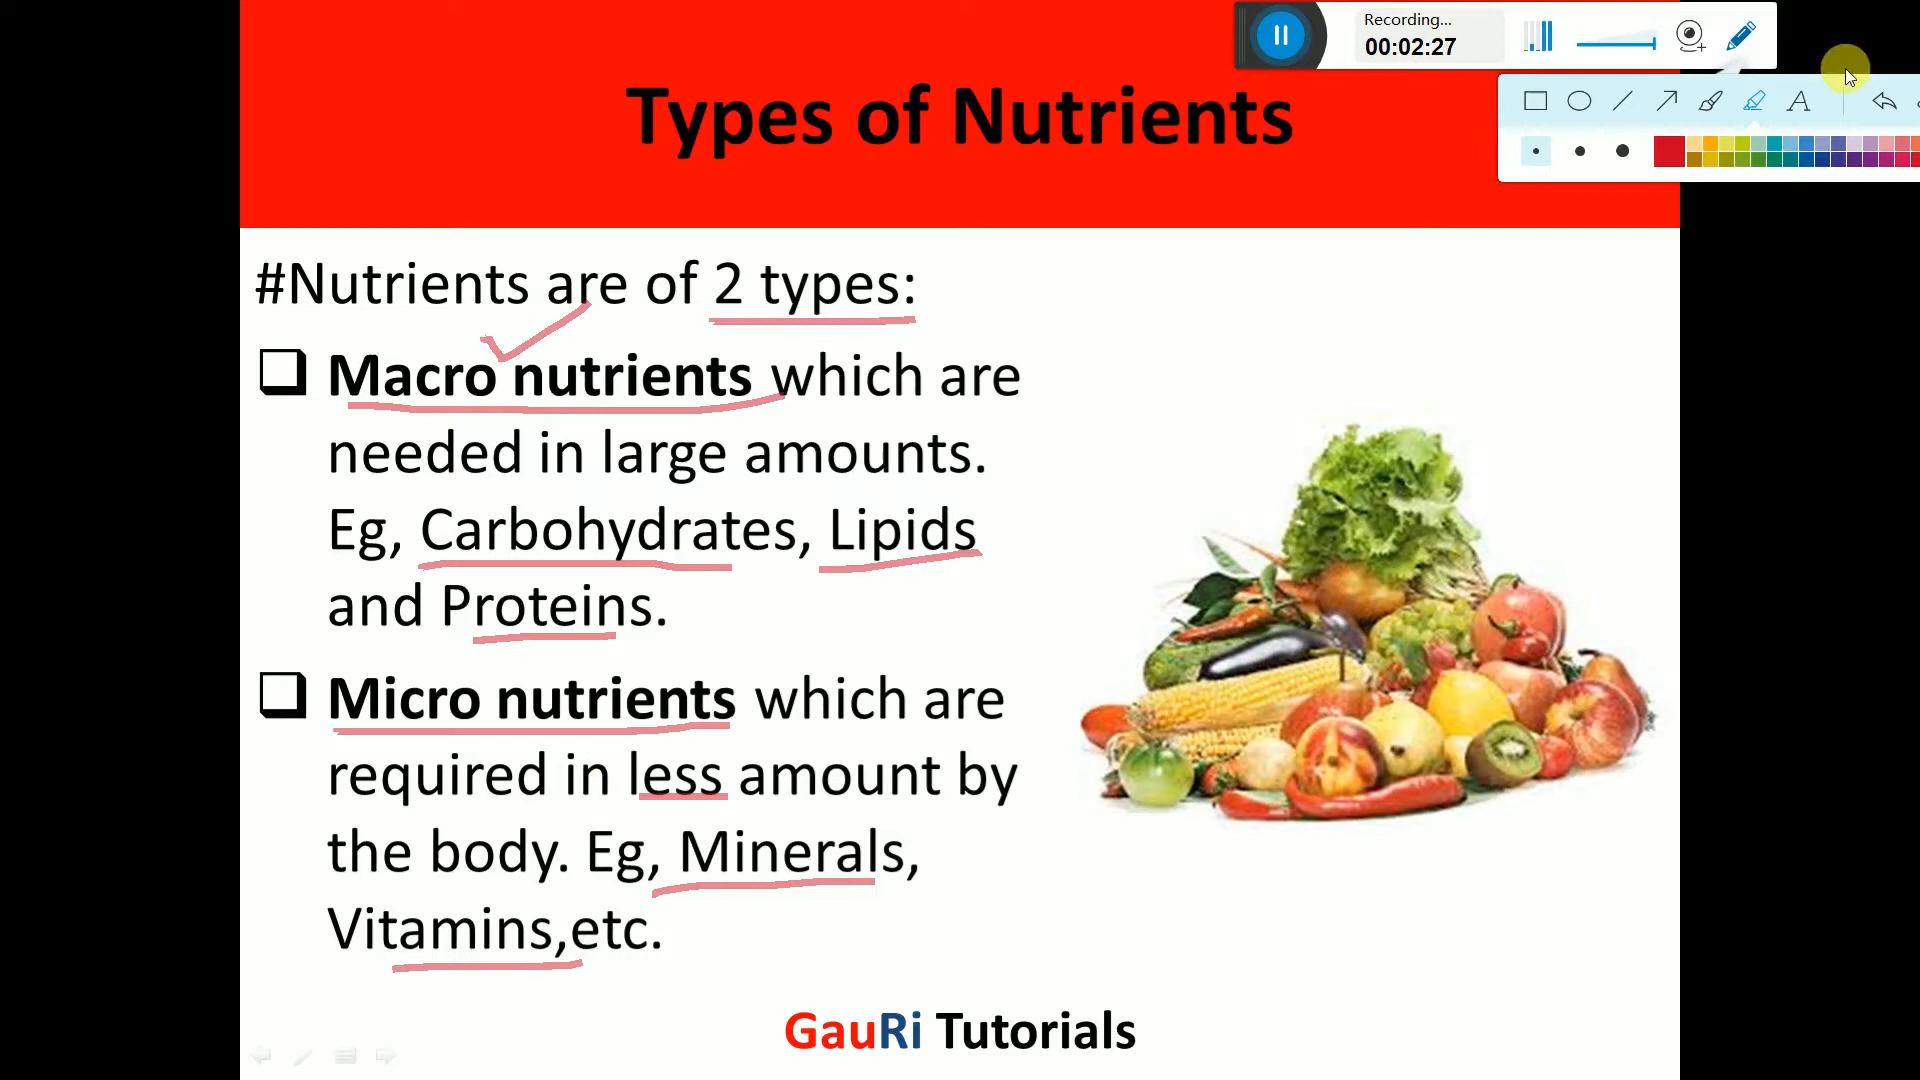 Recording...
00:02:27
A
Types of Nutrients
#Nutrients are of 2 types:
Macro nutrients which are
needed in large amounts.
Eg, Carbohydrates, Lipids
and Proteins.
Micro nutrients which are
required in less amount by
the body. Eg, Minerals,
Vitamins,etc.
GauRi Tutorials